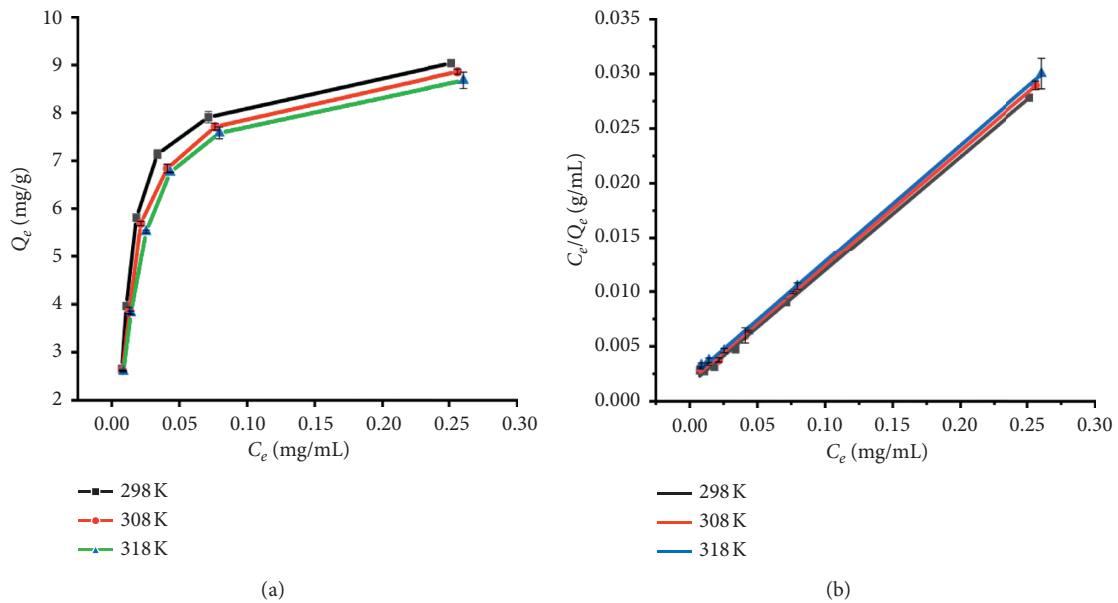 10
9
8
7
6
5
4
3
2
Qe (mg/g)
0.00 0.05 0.10 0.15 0.20 0.25 0.30
Ce (mg/mL)
298 K
308 K
318 K
(a)
0.035
0.030
0.025
0.020
0.015
0.010
0.005
0.000
Ce/Qe (g/mL)
0.00 0.05 0.10 0.15 0.20 0.25 0.30
Ce (mg/mL)
298 K
308 K
318 K
(b)